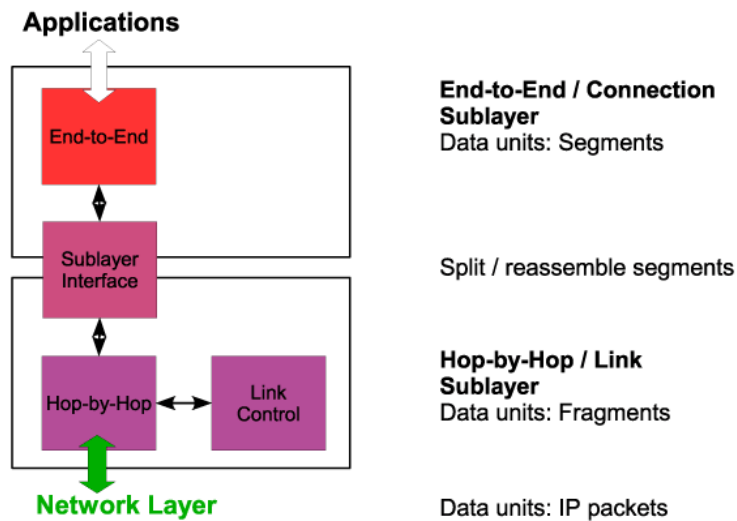 Applications
End-to-End
End-to-End / Connection
Sublayer
Data units: Segments
Sublayer
Interface
Split / reassemble segments
Hop-by-Hop
Link
Control
Hop-by-Hop / Link
Sublayer
Data units: Fragments
Network Layer
Data units: IP packets